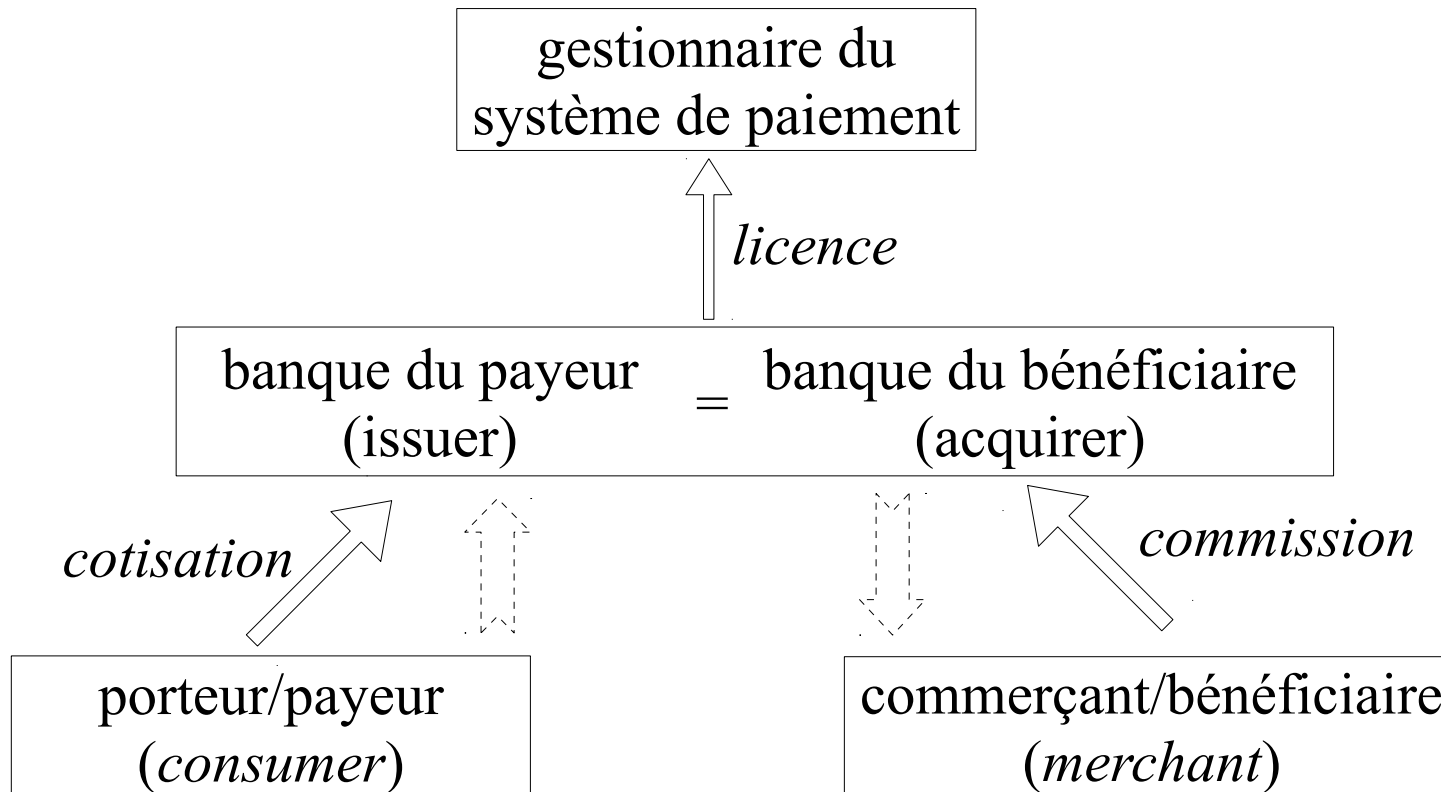 gestionnaire du
système de paiement
licence
banque du payeur = banque du bénéficiaire
(issuer) (acquirer)
cotisation
commission
porteur/payeur
(consumer)
commerçant/bénéficiaire
(merchant)